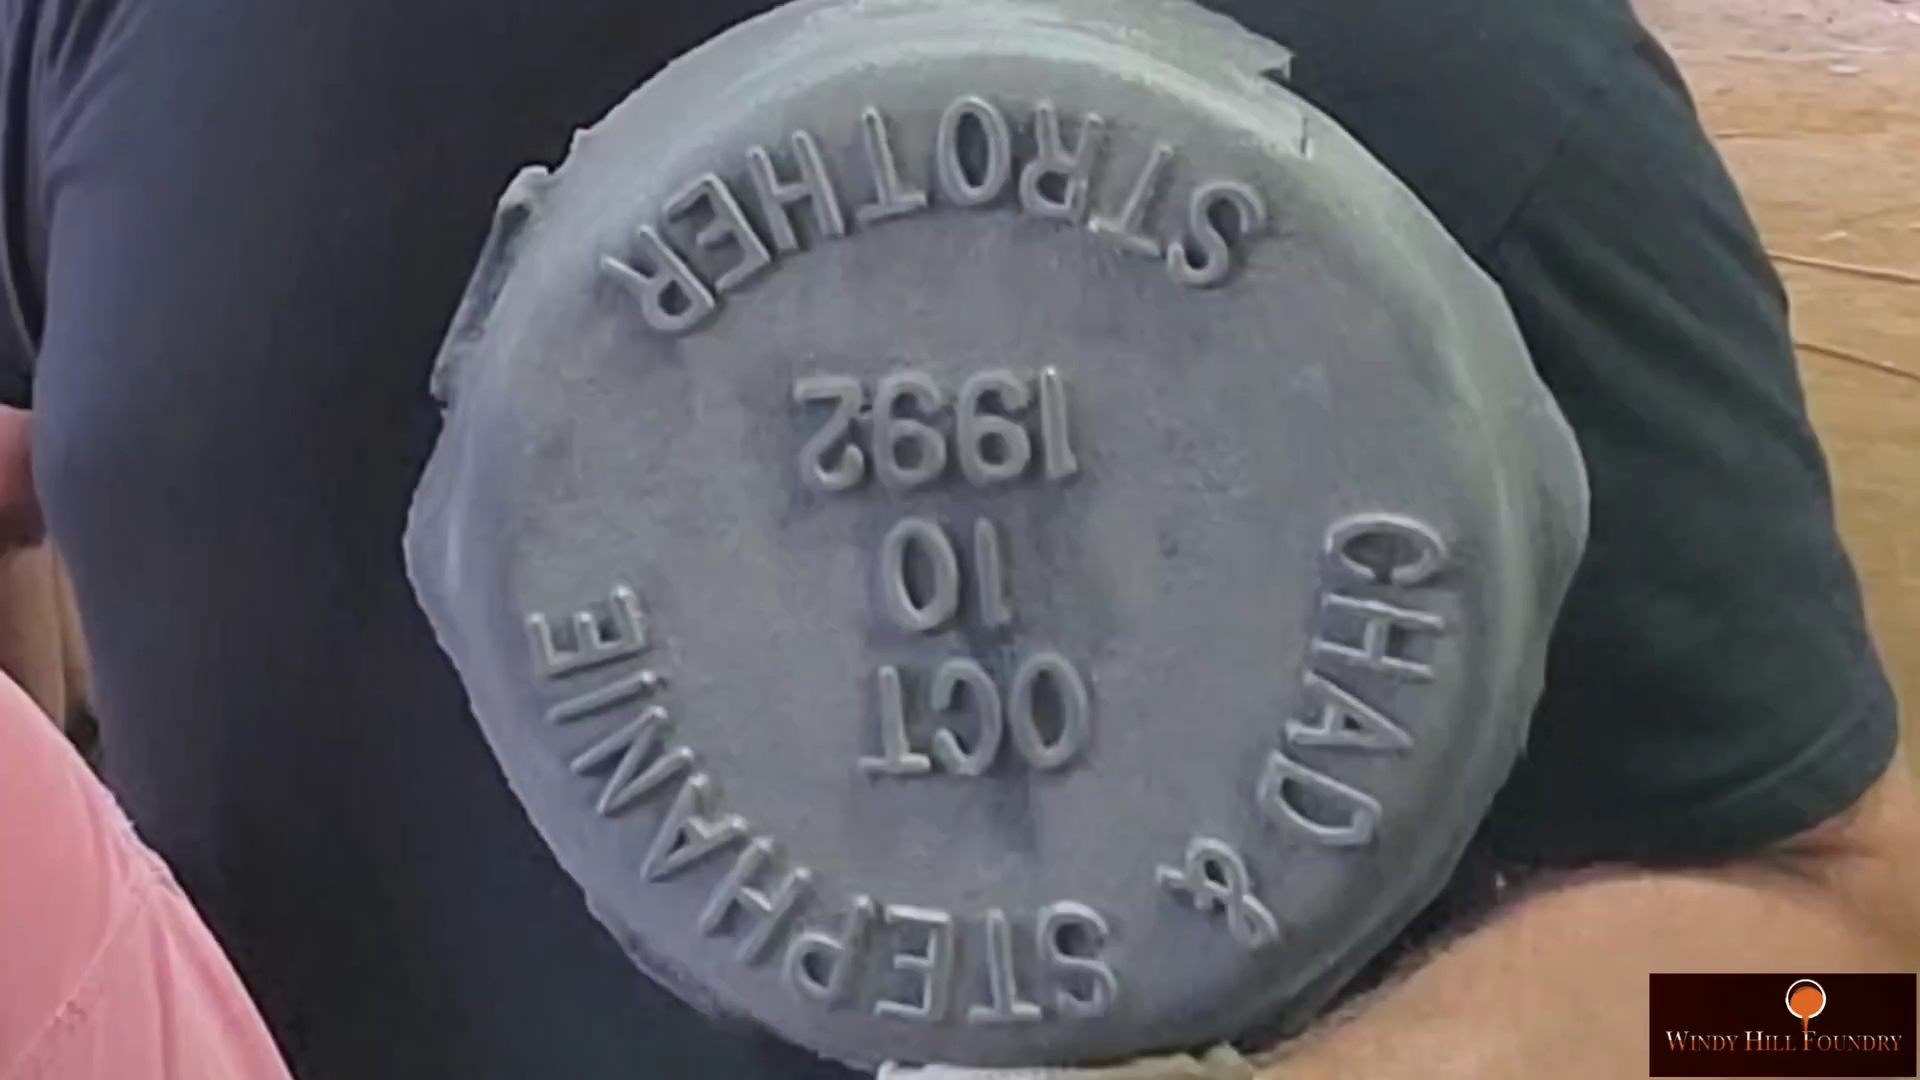 CHAD & STEPHANIE
OCT
10
1992
STROTHER
WINDY HILL FOUNDRY